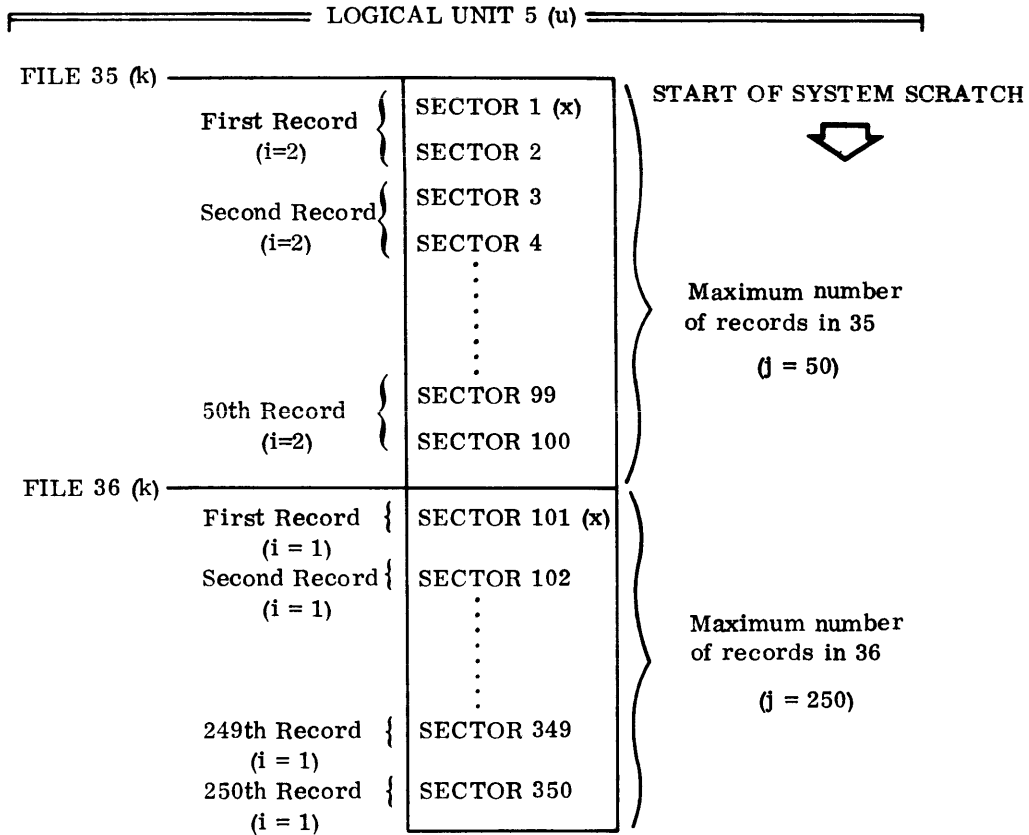 LOGICAL UNIT 5 (u)
FILE 35 (k)
START OF SYSTEM SCRATCH
First Record
(i=2)
SECTOR 1 (x)
SECTOR 2
Second Record
(i=2)
SECTOR 3
SECTOR 4
Maximum number
of records in 35
(j = 50)
50th Record
(i=2)
SECTOR 99
SECTOR 100
FILE 36 (k)
First Record
(i = 1)
SECTOR 101 (x)
Second Record
(i = 1)
SECTOR 102
Maximum number
of records in 36
(j = 250)
249th Record
(i = 1)
SECTOR 349
250th Record
(i = 1)
SECTOR 350